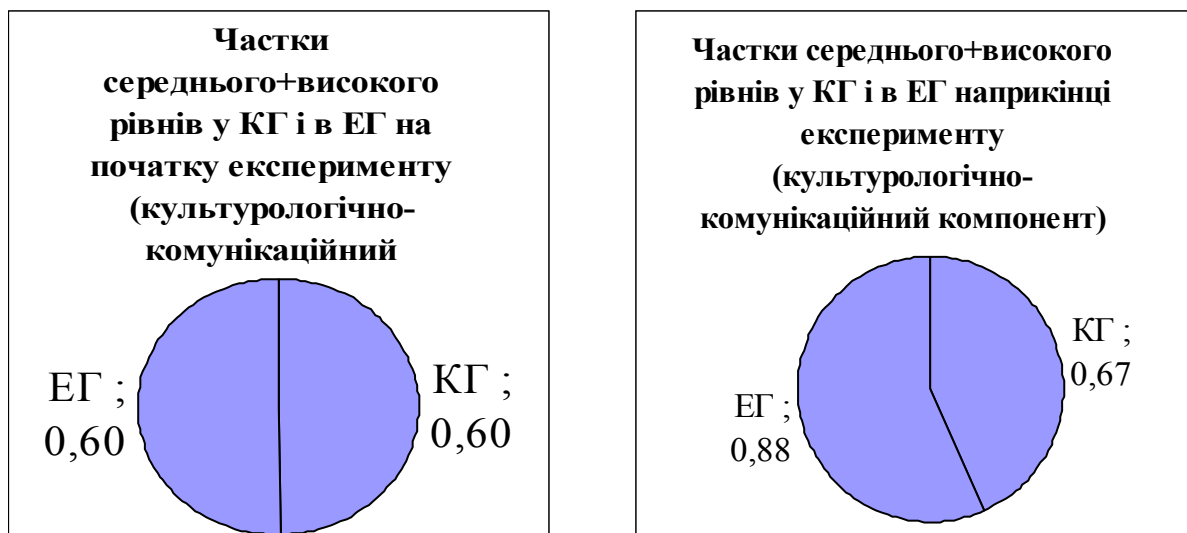 Частки
середнього+високого
рівнів у КГ і в ЕГ на
початку експерименту
(культурологічно-
комунікаційний
ЕГ ;
0,60
КГ ;
0,60
Частки середнього+високого
рівнів у КГ і в ЕГ наприкінці
експерименту
(культурологічно-
комунікаційний компонент)
КГ ;
0,67
ЕГ ;
0,88